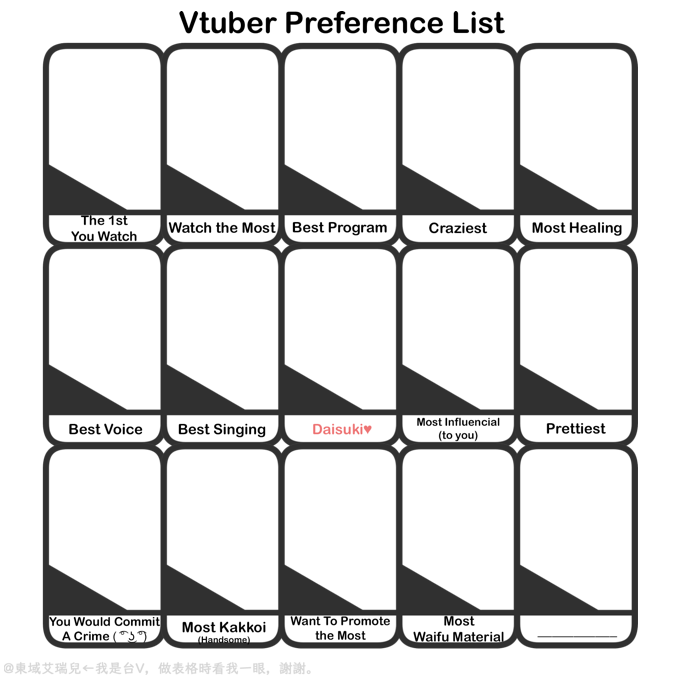 Vtuber Preference List
The 1st
You Watch
Watch the Most
Best Program
Craziest
Most Healing
Best Voice
Best Singing
Daisuki♥
Most Influencial
(to you)
Prettiest
You Would Commit
A Crime ( ͡° ͜ʖ ͡°)
Most Kakkoi
(Handsome)
Want To Promote
the Most
Most
Waifu Material
@東域艾瑞兒←我是台V，做表格時看我一眼，謝謝。